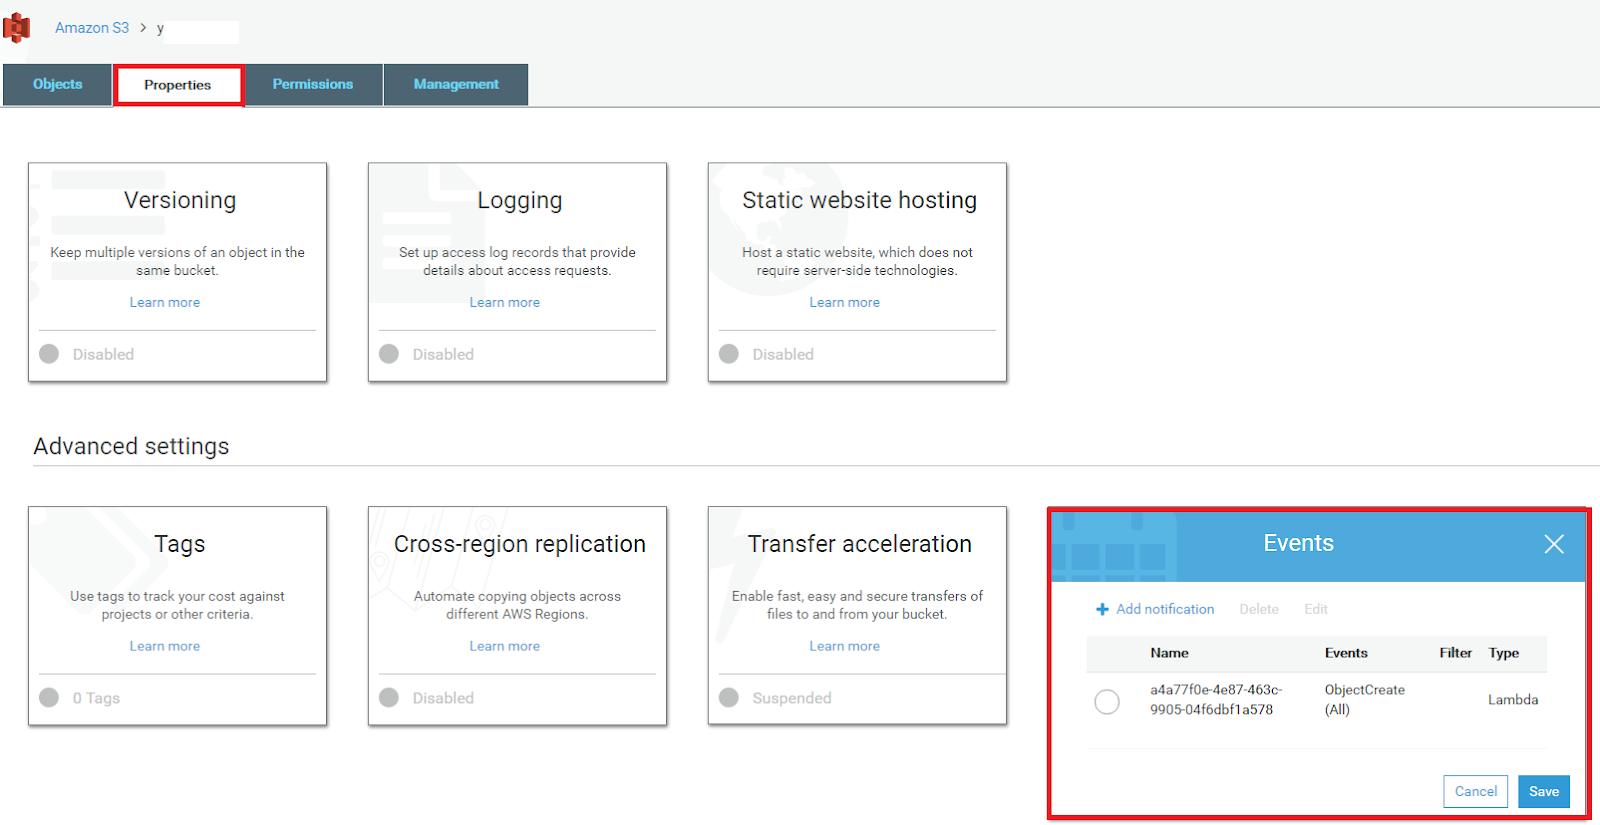 Amazon S3 > y
Objects
Properties
Permissions
Management
Versioning
Keep multiple versions of an object in the
same bucket.
Learn more
Disabled
Logging
Set up access log records that provide
details about access requests.
Learn more
Disabled
Static website hosting
Host a static website, which does not
require server-side technologies.
Learn more
Disabled
Advanced settings
Tags
Use tags to track your cost against
projects or other criteria.
Learn more
0 Tags
Cross-region replication
Automate copying objects across
different AWS Regions.
Learn more
Disabled
Transfer acceleration
Enable fast, easy and secure transfers of
files to and from your bucket.
Learn more
Suspended
Events
Add notification Delete Edit
Name Events Filter Type
a4a77f0e-4e87-463c-
9905-04f6dbf1a578
ObjectCreate
(All)
Lambda
Cancel Save